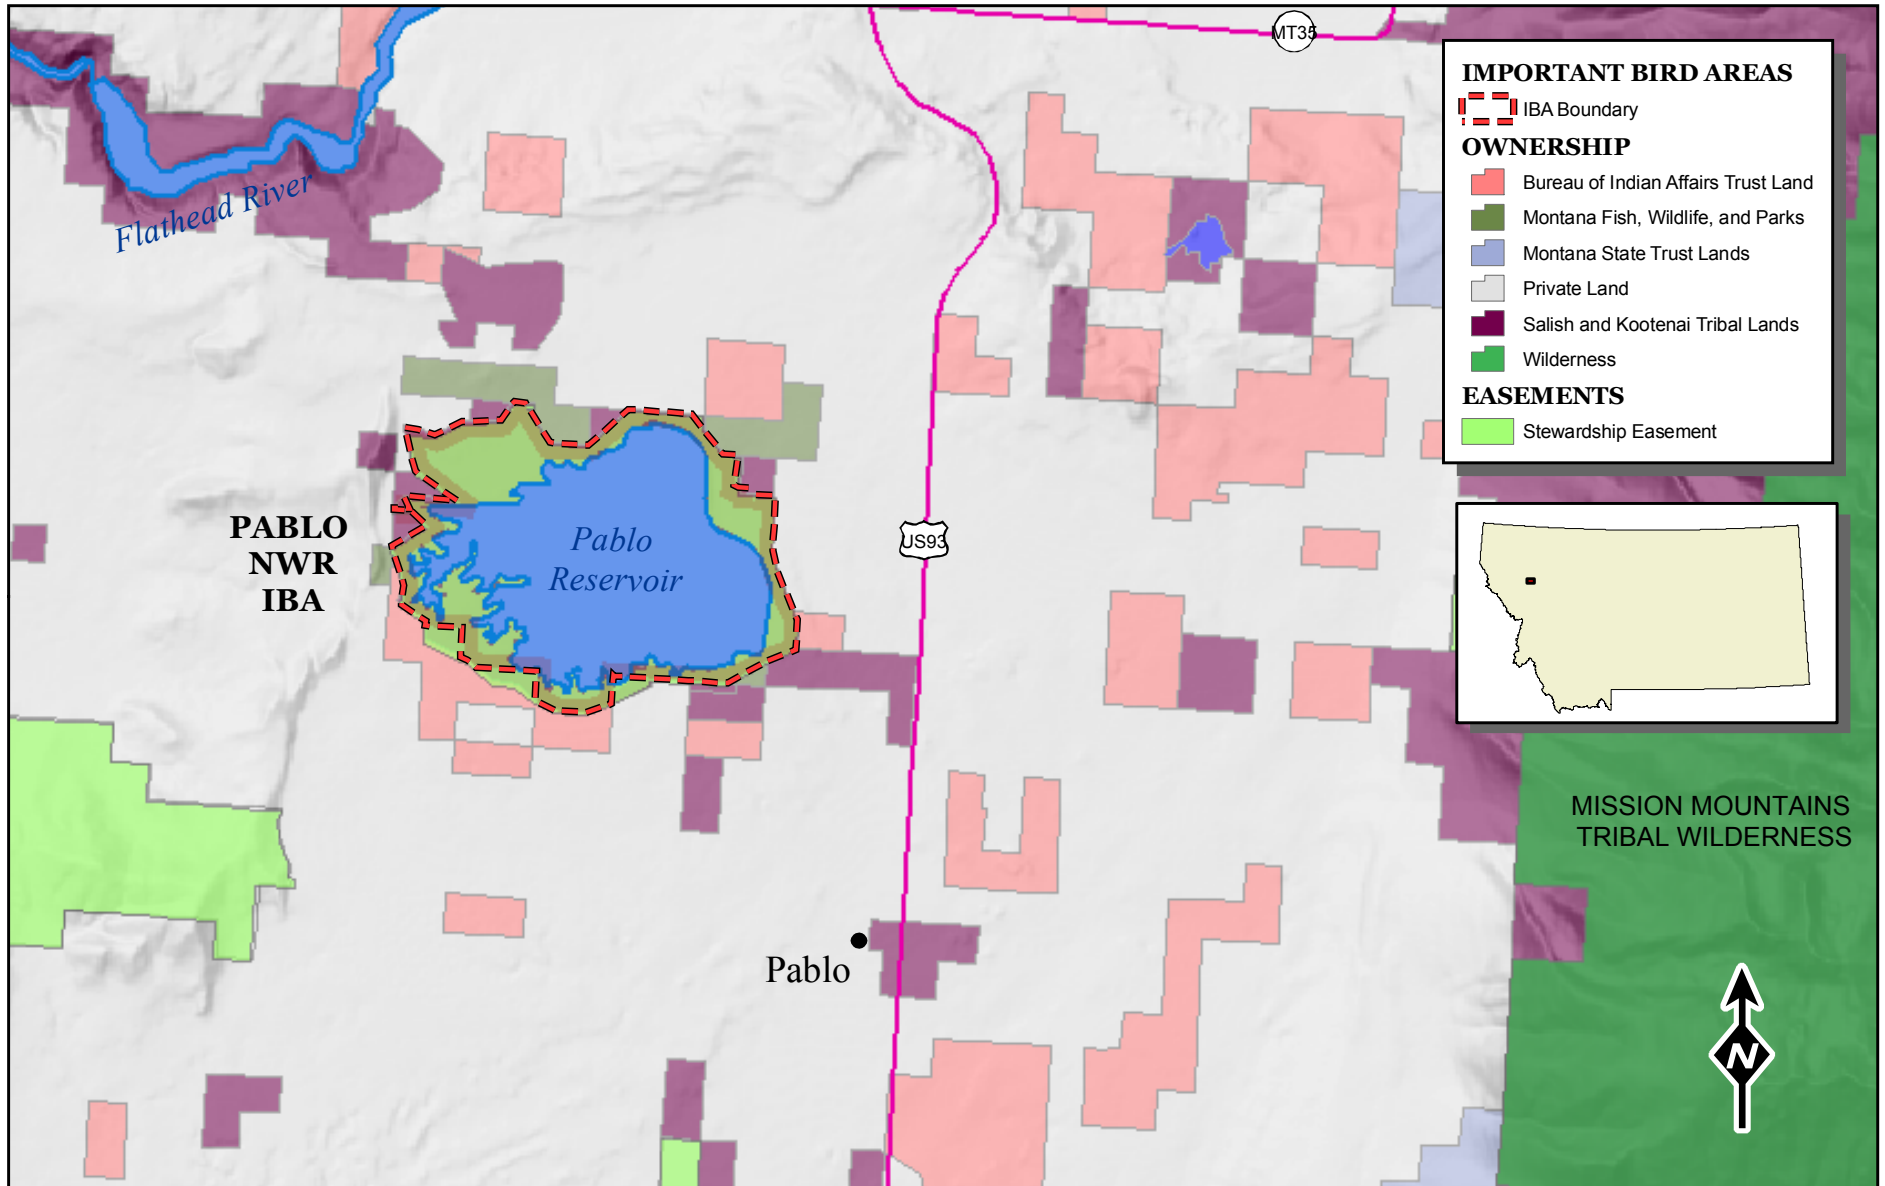 MT35
IMPORTANT BIRD AREAS
IBA Boundary
OWNERSHIP
Bureau of Indian Affairs Trust Land
Montana Fish, Wildlife, and Parks
Montana State Trust Lands
Private Land
Salish and Kootenai Tribal Lands
Wilderness
EASEMENTS
Stewardship Easement
Flathead River
PABLO
NWR
IBA
Pablo
Reservoir
US93
MISSION MOUNTAINS
TRIBAL WILDERNESS
Pablo
N